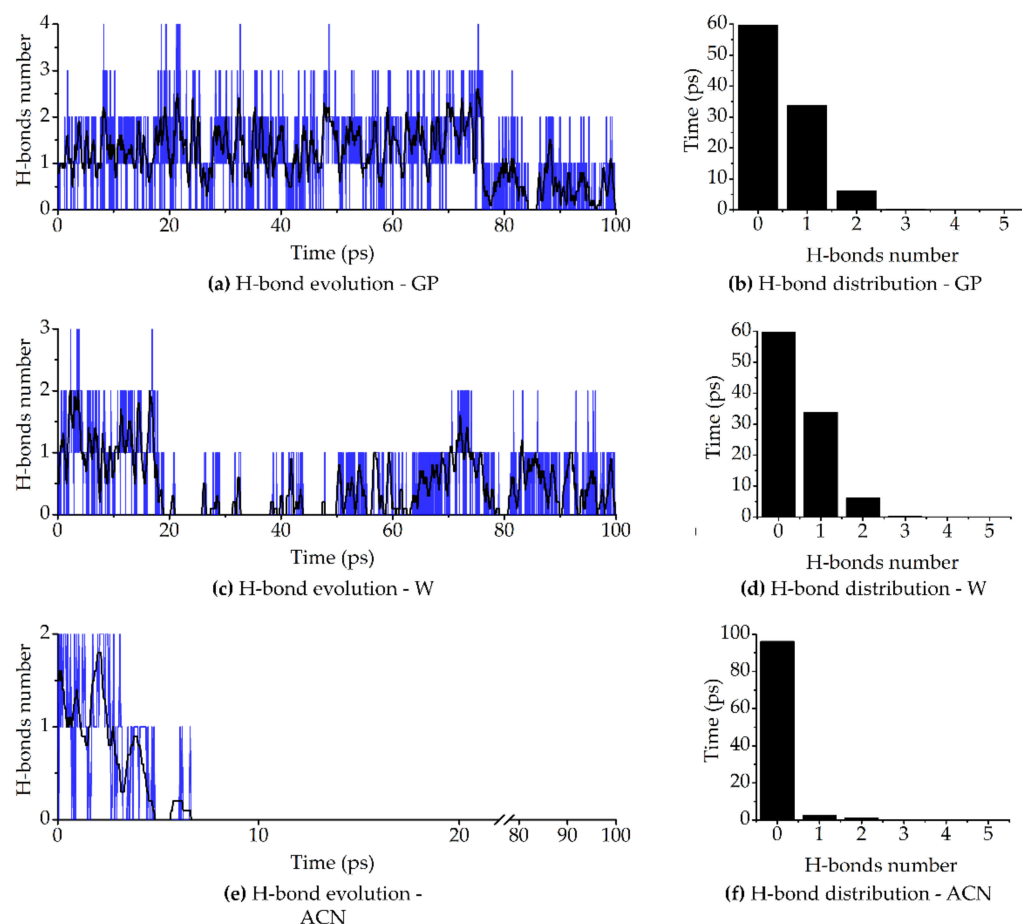 H-bonds number
4
3
2
1
0
0 20 40 60 80 100
Time (ps)
(a) H-bond evolution - GP
Time (ps)
60
50
40
30
20
10
0
0 1 2 3 4 5
H-bonds number
(b) H-bond distribution - GP
H-bonds number
3
2
1
0
0 20 40 60 80 100
Time (ps)
(c) H-bond evolution - W
Time (ps)
60
50
40
30
20
10
0
0 1 2 3 4 5
H-bonds number
(d) H-bond distribution - W
H-bonds number
2
1
0
0 10 20 80 90 100
Time (ps)
(e) H-bond evolution -
ACN
Time (ps)
100
80
60
40
20
0
0 1 2 3 4 5
H-bonds number
(f) H-bond distribution - ACN